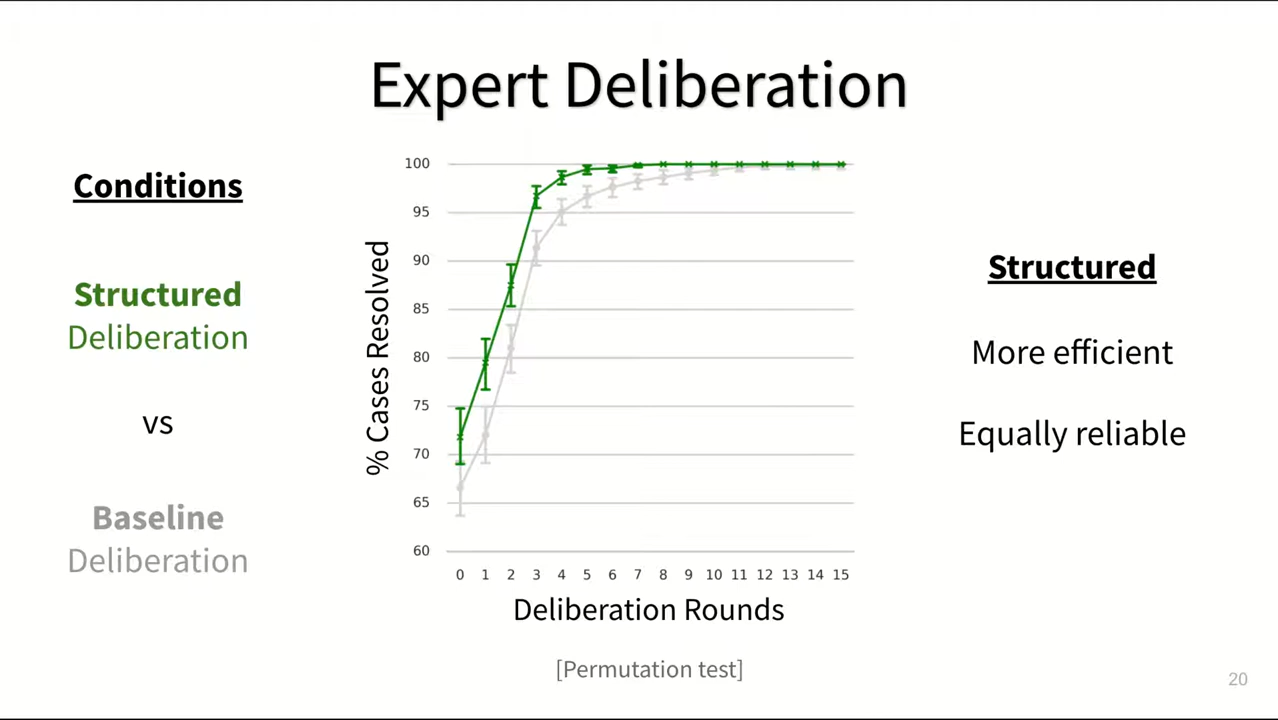 Expert Deliberation
Conditions
Structured
Deliberation
vs
Baseline
Deliberation
% Cases Resolved
100
95
90
85
80
75
70
65
60
0 1 2 3 4 5 6 7 8 9 10 11 12 13 14 15
Deliberation Rounds
[Permutation test]
Structured
More efficient
Equally reliable
20